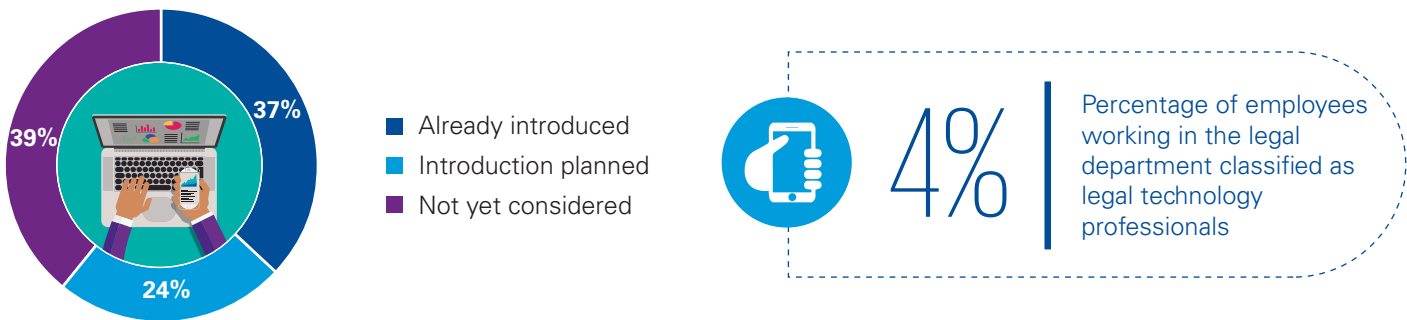 37%
39%
24%
Already introduced
Introduction planned
Not yet considered
4%
Percentage of employees
working in the legal
department classified as
legal technology
professionals